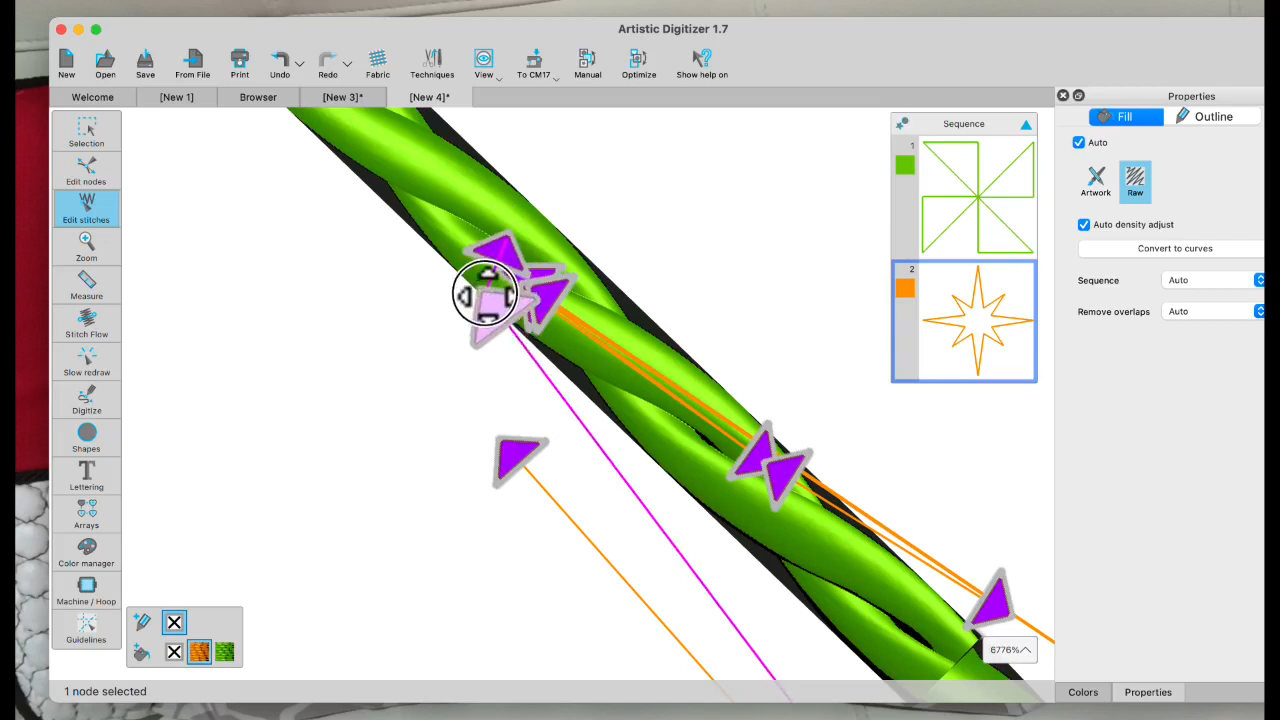 Artistic Digitizer 1.7
New Open Save From File Print Undo Redo Fabric Techniques View To CM17 Manual Optimize Show help on
Welcome [New 1] Browser [New 3]* [New 4]*
Properties
Fill Outline
Auto
Artwork Raw
Auto density adjust
Convert to curves
Sequence Auto
Remove overlaps Auto
Selection
Edit nodes
Edit stitches
Zoom
Measure
Stitch Flow
Slow redraw
Digitize
Shapes
Lettering
Arrays
Color manager
Machine / Hoop
Guidelines
Sequence
1
2
6776%
1 node selected
Colors Properties